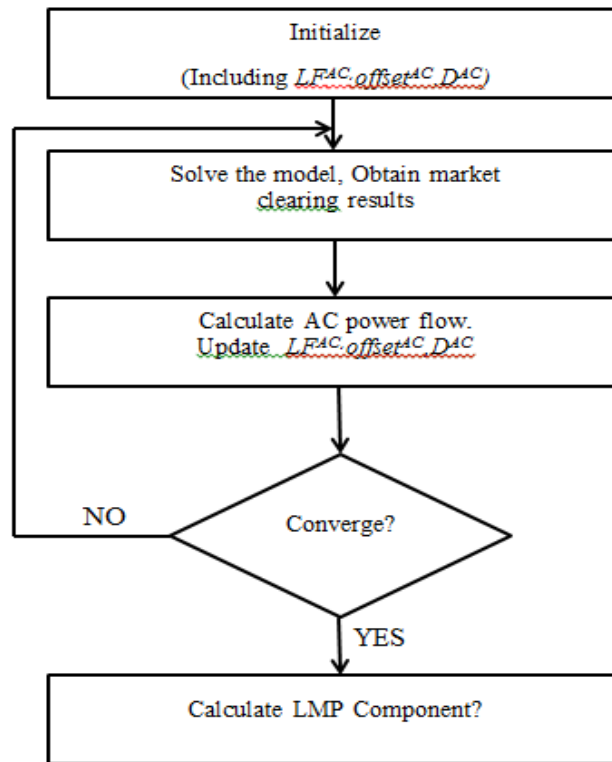 Initialize
(Including LF^AC, offset^AC, D^AC)
Solve the model, Obtain market
clearing results
Calculate AC power flow.
Update LF^AC, offset^AC, D^AC
Converge?
NO
YES
Calculate LMP Component?